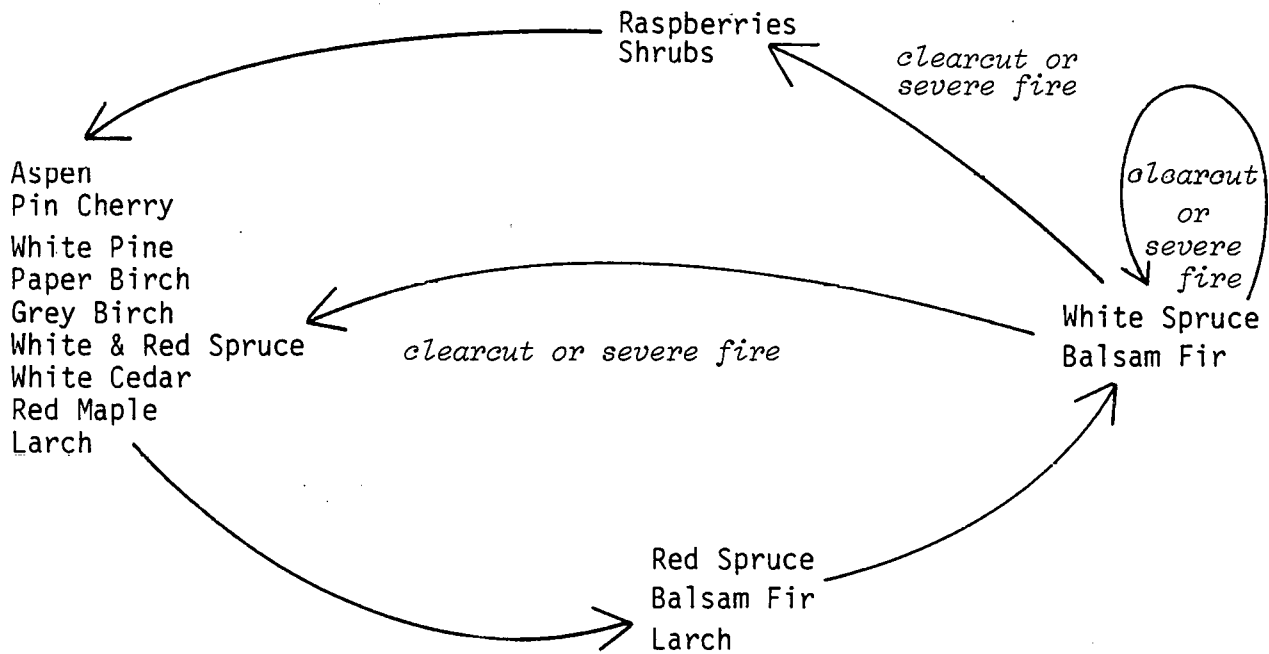 Raspberries
Shrubs
clearcut or
severe fire
clearcut
or
severe
fire
Aspen
Pin Cherry
White Pine
Paper Birch
Grey Birch
White & Red Spruce
White Cedar
Red Maple
Larch
clearcut or severe fire
White Spruce
Balsam Fir
Red Spruce
Balsam Fir
Larch